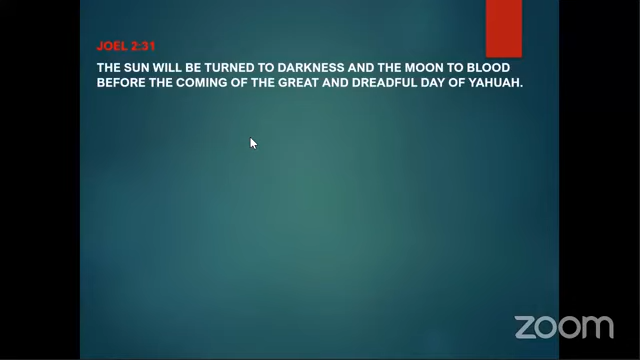 JOEL 2:31
THE SUN WILL BE TURNED TO DARKNESS AND THE MOON TO BLOOD
BEFORE THE COMING OF THE GREAT AND DREADFUL DAY OF YAHUAH.
zoom